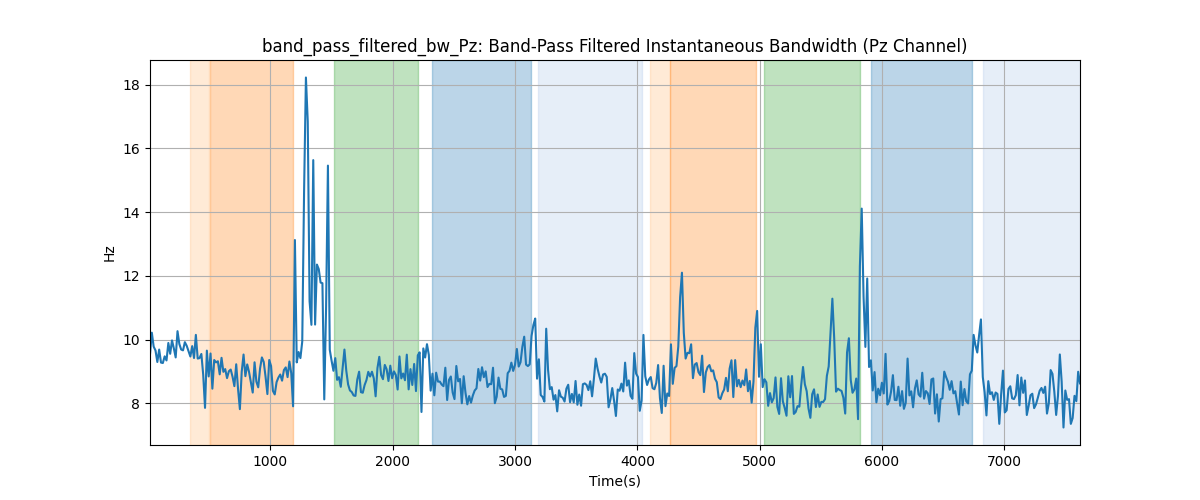 band_pass_filtered_bw_Pz: Band-Pass Filtered Instantaneous Bandwidth (Pz Channel)
18
16
14
12
10
8
Hz
1000 2000 3000 4000 5000 6000 7000
Time(s)